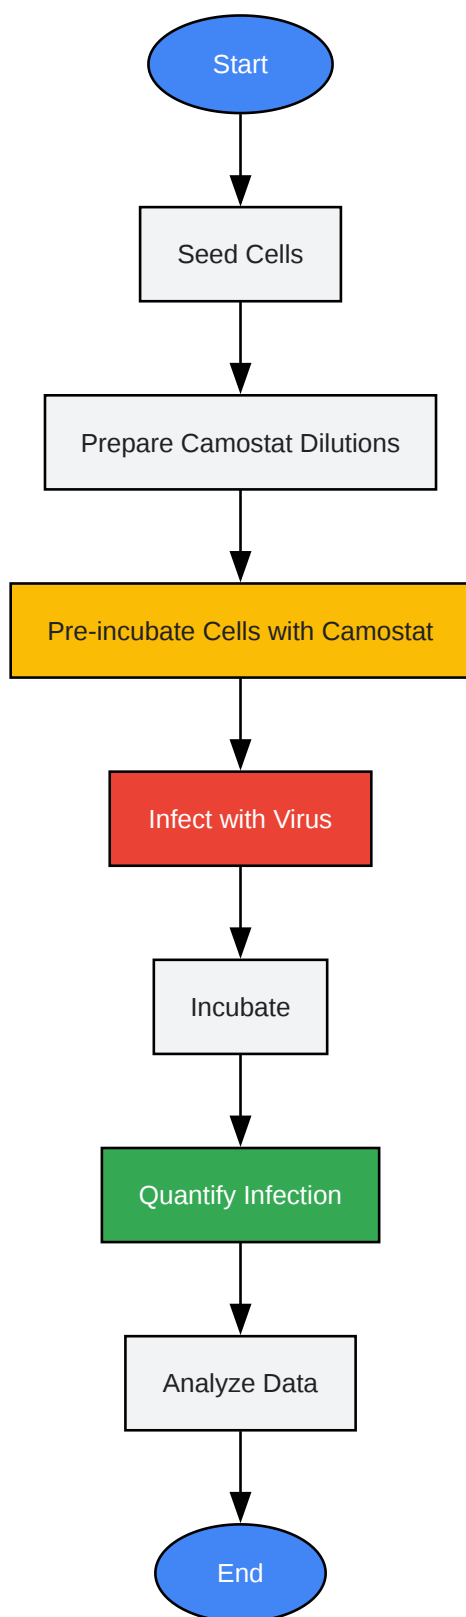 Start
Seed Cells
Prepare Camostat Dilutions
Pre-incubate Cells with Camostat
Infect with Virus
Incubate
Quantify Infection
Analyze Data
End